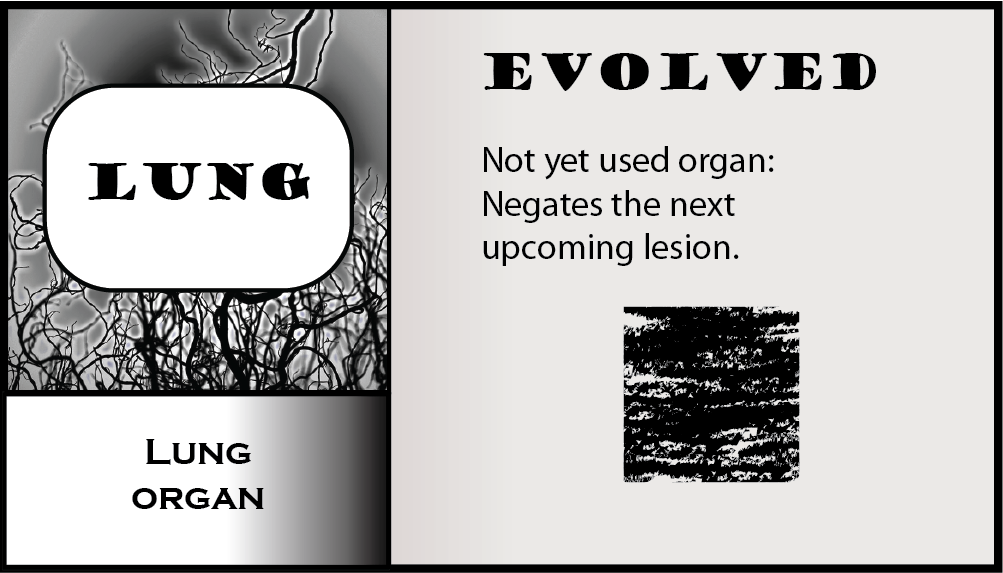 LUNG
LUNG
ORGAN
EVOLVED
Not yet used organ:
Negates the next
upcoming lesion.